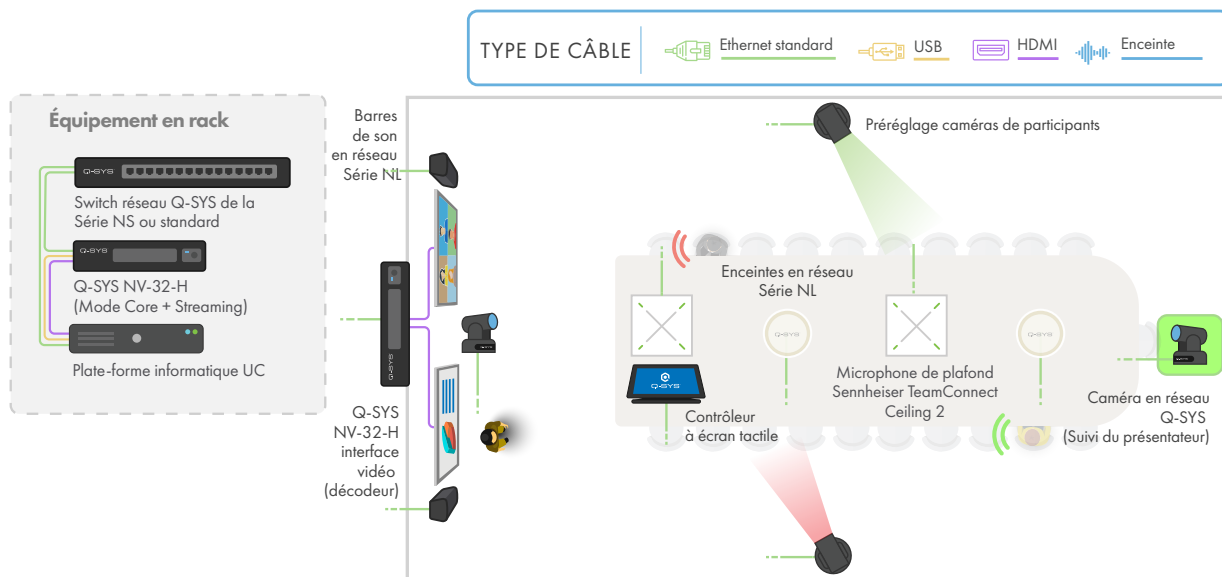 TYPE DE CÂBLE
Ethernet standard
USB
HDMI
Enceinte
Équipement en rack
Q-SYS
Switch réseau Q-SYS de la
Série NS ou standard
Q-SYS
Q-SYS NV-32-H
(Mode Core + Streaming)
Plate-forme informatique UC
Barres
de son
en réseau
Série NL
Q-SYS
Q-SYS
NV-32-H
interface
vidéo
(décodeur)
Préréglage caméras de participants
Enceintes en réseau
Série NL
Q-SYS
Q-SYS
Q-SYS
Contrôleur
à écran tactile
Microphone de plafond
Sennheiser TeamConnect
Ceiling 2
Caméra en réseau
Q-SYS
(Suivi du présentateur)